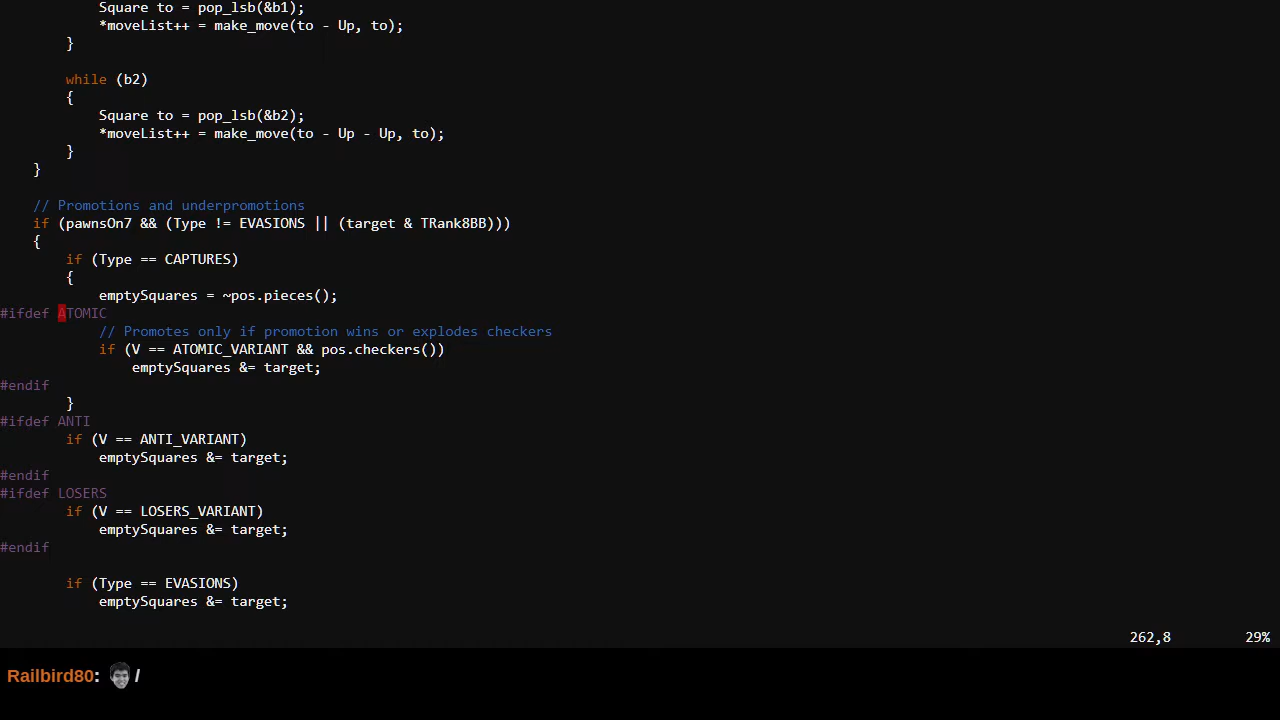 Square to = pop_lsb(&b1);
            *moveList++ = make_move(to - Up, to);
        }

        while (b2)
        {
            Square to = pop_lsb(&b2);
            *moveList++ = make_move(to - Up - Up, to);
        }
    }

    // Promotions and underpromotions
    if (pawnsOn7 && (Type != EVASIONS || (target & TRank8BB)))
    {
        if (Type == CAPTURES)
        {
            emptySquares = ~pos.pieces();
#ifdef ATOMIC
            // Promotes only if promotion wins or explodes checkers
            if (V == ATOMIC_VARIANT && pos.checkers())
                emptySquares &= target;
#endif
        }
#ifdef ANTI
        if (V == ANTI_VARIANT)
            emptySquares &= target;
#endif
#ifdef LOSERS
        if (V == LOSERS_VARIANT)
            emptySquares &= target;
#endif

        if (Type == EVASIONS)
            emptySquares &= target;
262,8 29%
Railbird80: /